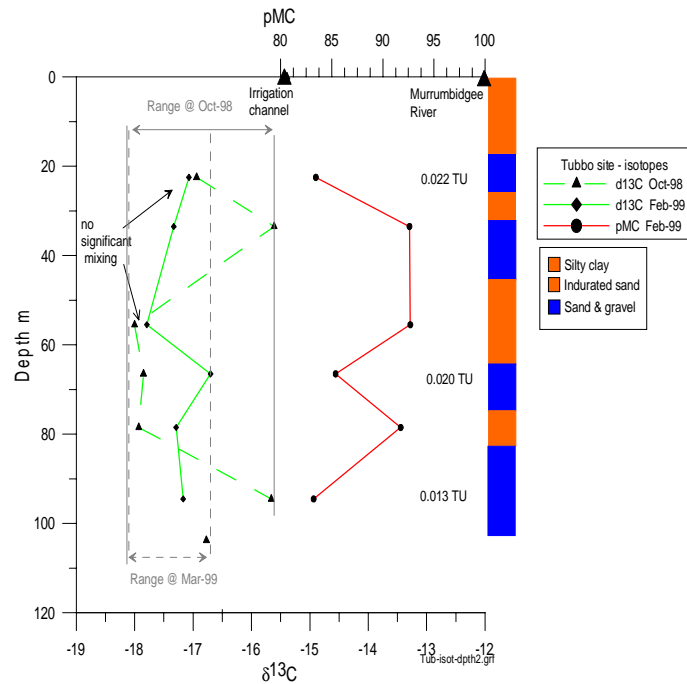 pMC
80 85 90 95 100
0
20
40
60
80
100
120
Depth m
Irrigation
channel
Murrumbidgee
River
Range @ Oct-98
no
significant
mixing
0.022 TU
0.020 TU
0.013 TU
Range @ Mar-99
Tubbo site - isotopes
d13C Oct-98
d13C Feb-99
pMC Feb-99
Silty clay
Indurated sand
Sand & gravel
-19 -18 -17 -16 -15 -14 -13 -12
Tub-isot-dpth2.grf
δ13C